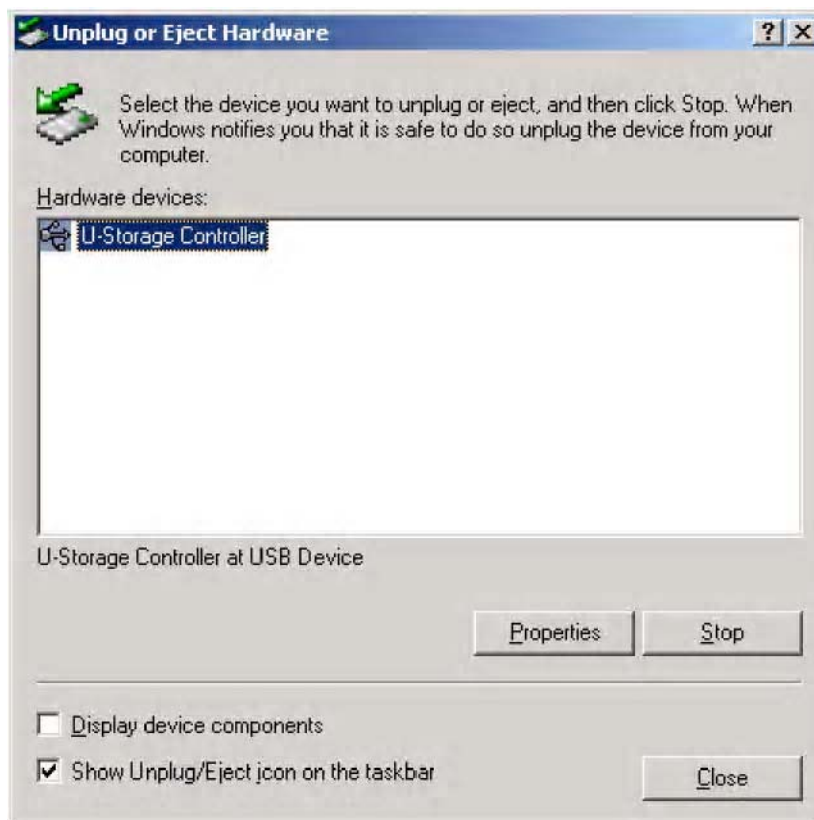 Unplug or Eject Hardware
Select the device you want to unplug or eject, and then click Stop. When
Windows notifies you that it is safe to do so unplug the device from your
computer.
Hardware devices:
U-Storage Controller
U-Storage Controller at USB Device
Properties
Stop
Display device components
Show Unplug/Eject icon on the taskbar
Close